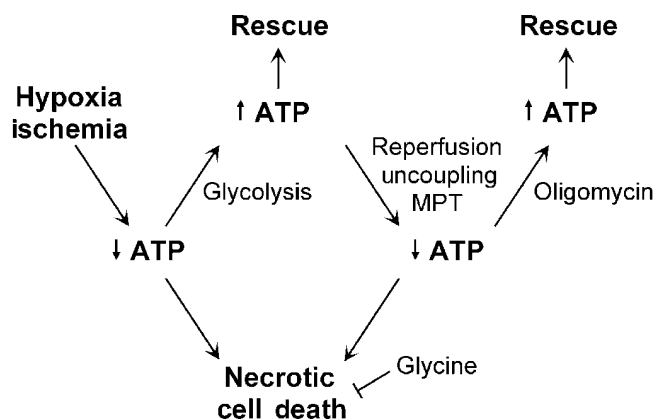 Rescue
Rescue
Hypoxia
ischemia
↑ ATP
↑ ATP
Reperfusion
uncoupling
MPT
Glycolysis
Oligomycin
↓ ATP
↓ ATP
Necrotic
cell death
Glycine